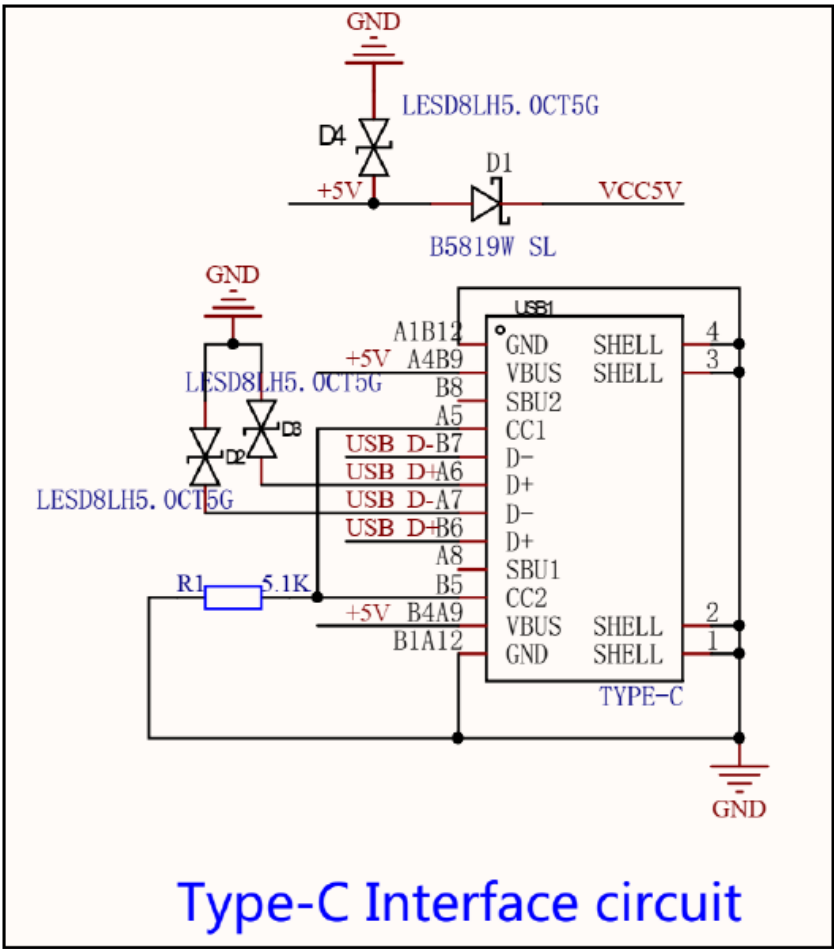 GND
LESD8LH5.0CT5G
D4
D1
+5V
VCC5V
B5819W SL
GND
USB1
A1B12
GND
SHELL
4
+5V
A4B9
VBUS
SHELL
3
LESD8LH5.0CT5G
B8
SBU2
A5
CC1
D3
USB D-
B7
D-
D2
USB D+
A6
D+
LESD8LH5.0CT5G
USB D-
A7
D-
USB D+
B6
D+
A8
SBU1
R1
5.1K
B5
CC2
+5V
B4A9
VBUS
SHELL
2
B1A12
GND
SHELL
1
TYPE-C
GND
Type-C Interface circuit